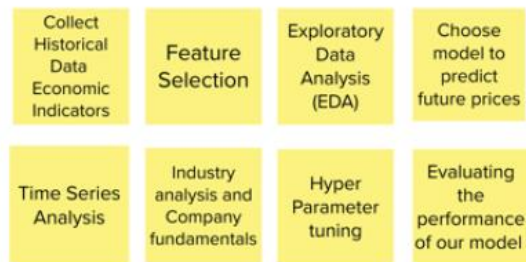 Collect
Historical
Data
Economic
Indicators
Feature
Selection
Exploratory
Data
Analysis
(EDA)
Choose
model to
predict
future prices
Time Series
Analysis
Industry
analysis and
Company
fundamentals
Hyper
Parameter
tuning
Evaluating
the
performance
of our model